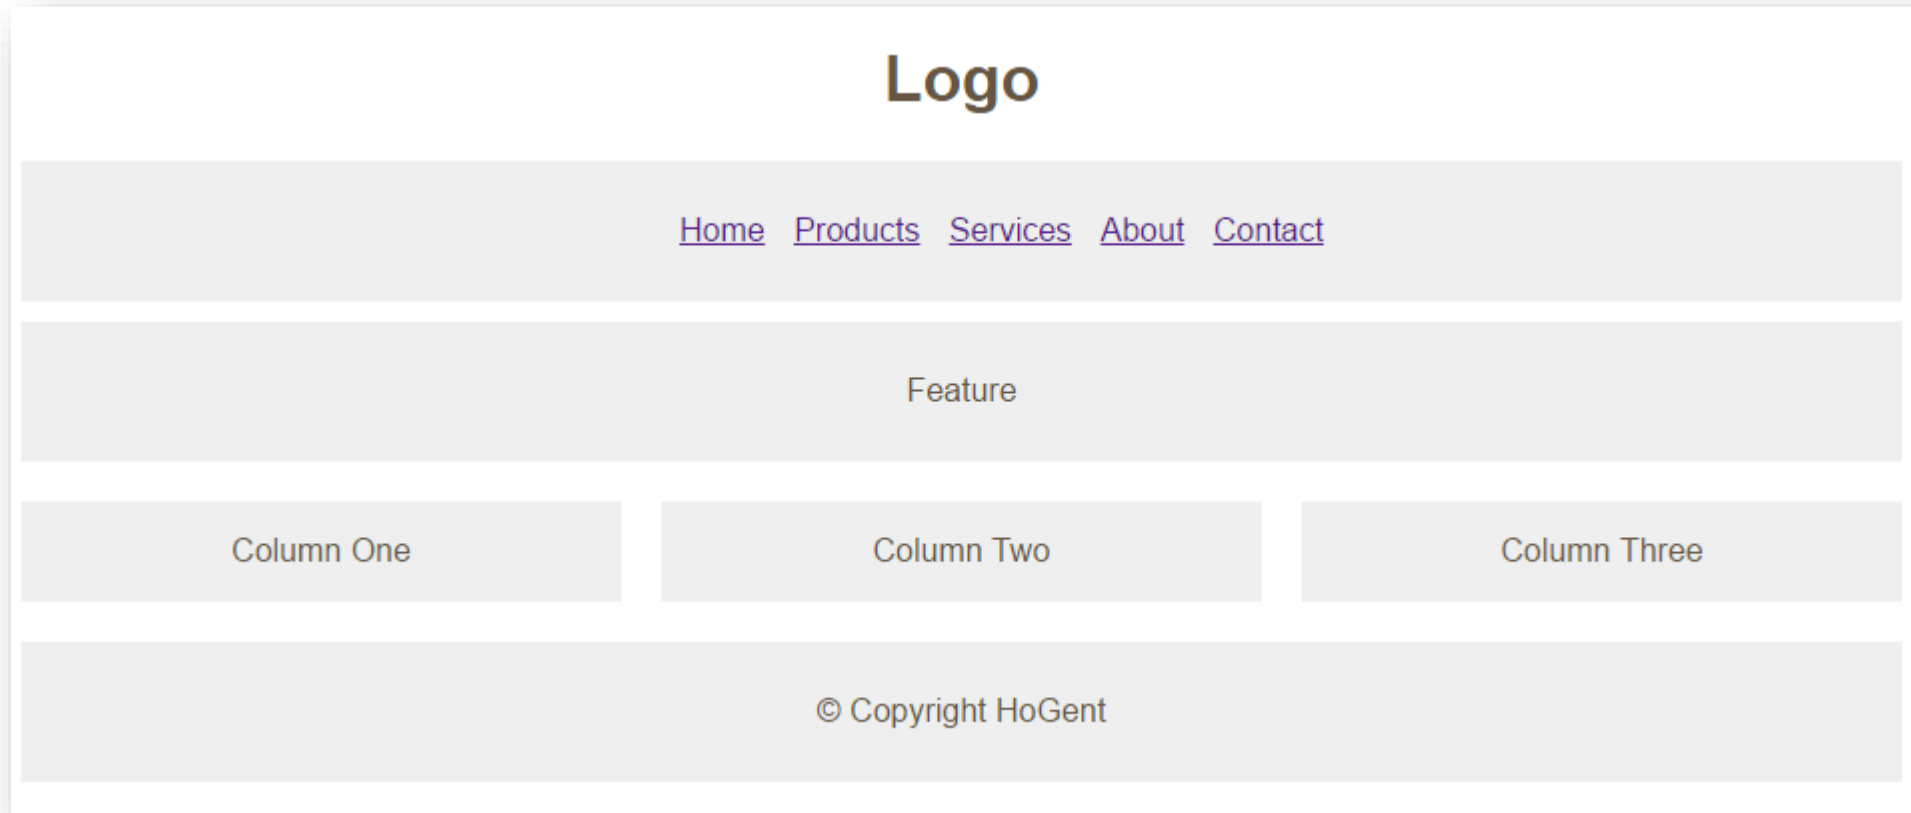 Logo
Home Products Services About Contact
Feature
Column One Column Two Column Three
© Copyright HoGent